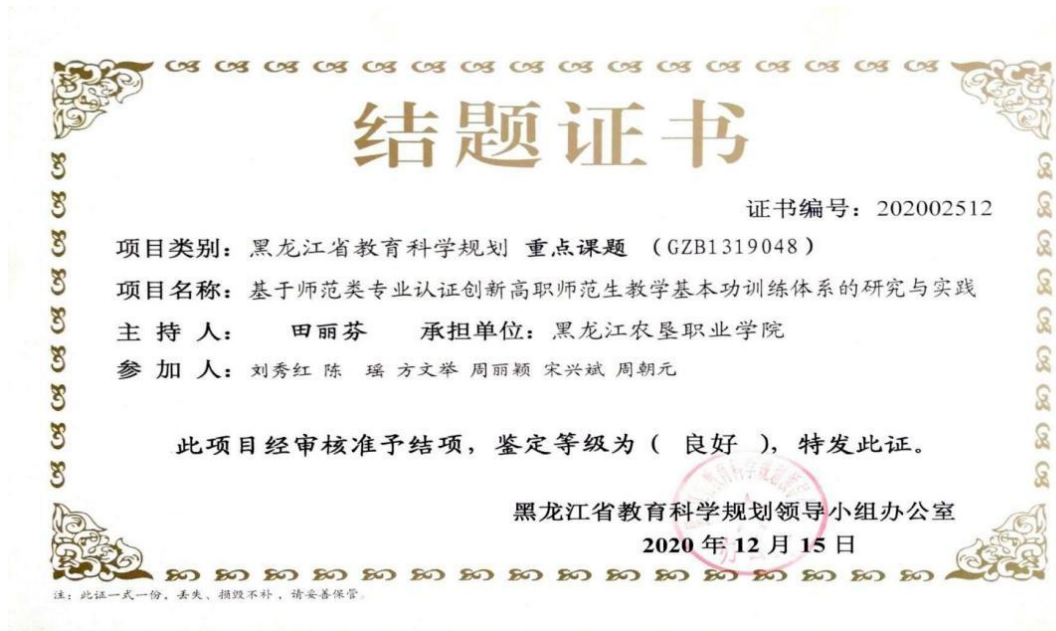 结题证书
证书编号：202002512
项目类别：黑龙江省教育科学规划 重点课题 （GZB1319048）
项目名称：基于师范类专业认证创新高职师范生教学基本功训练体系的研究与实践
主 持 人： 田丽芬 承担单位：黑龙江农垦职业学院
参 加 人：刘秀红 陈 瑶 方文举 周丽颖 宋兴斌 周朝元
此项目经审核准予结项，鉴定等级为（ 良好 ），特发此证。
黑龙江省教育科学规划领导小组办公室
2020 年 12 月 15 日
注：此证一式一份，丢失、损毁不补，请妥善保管。